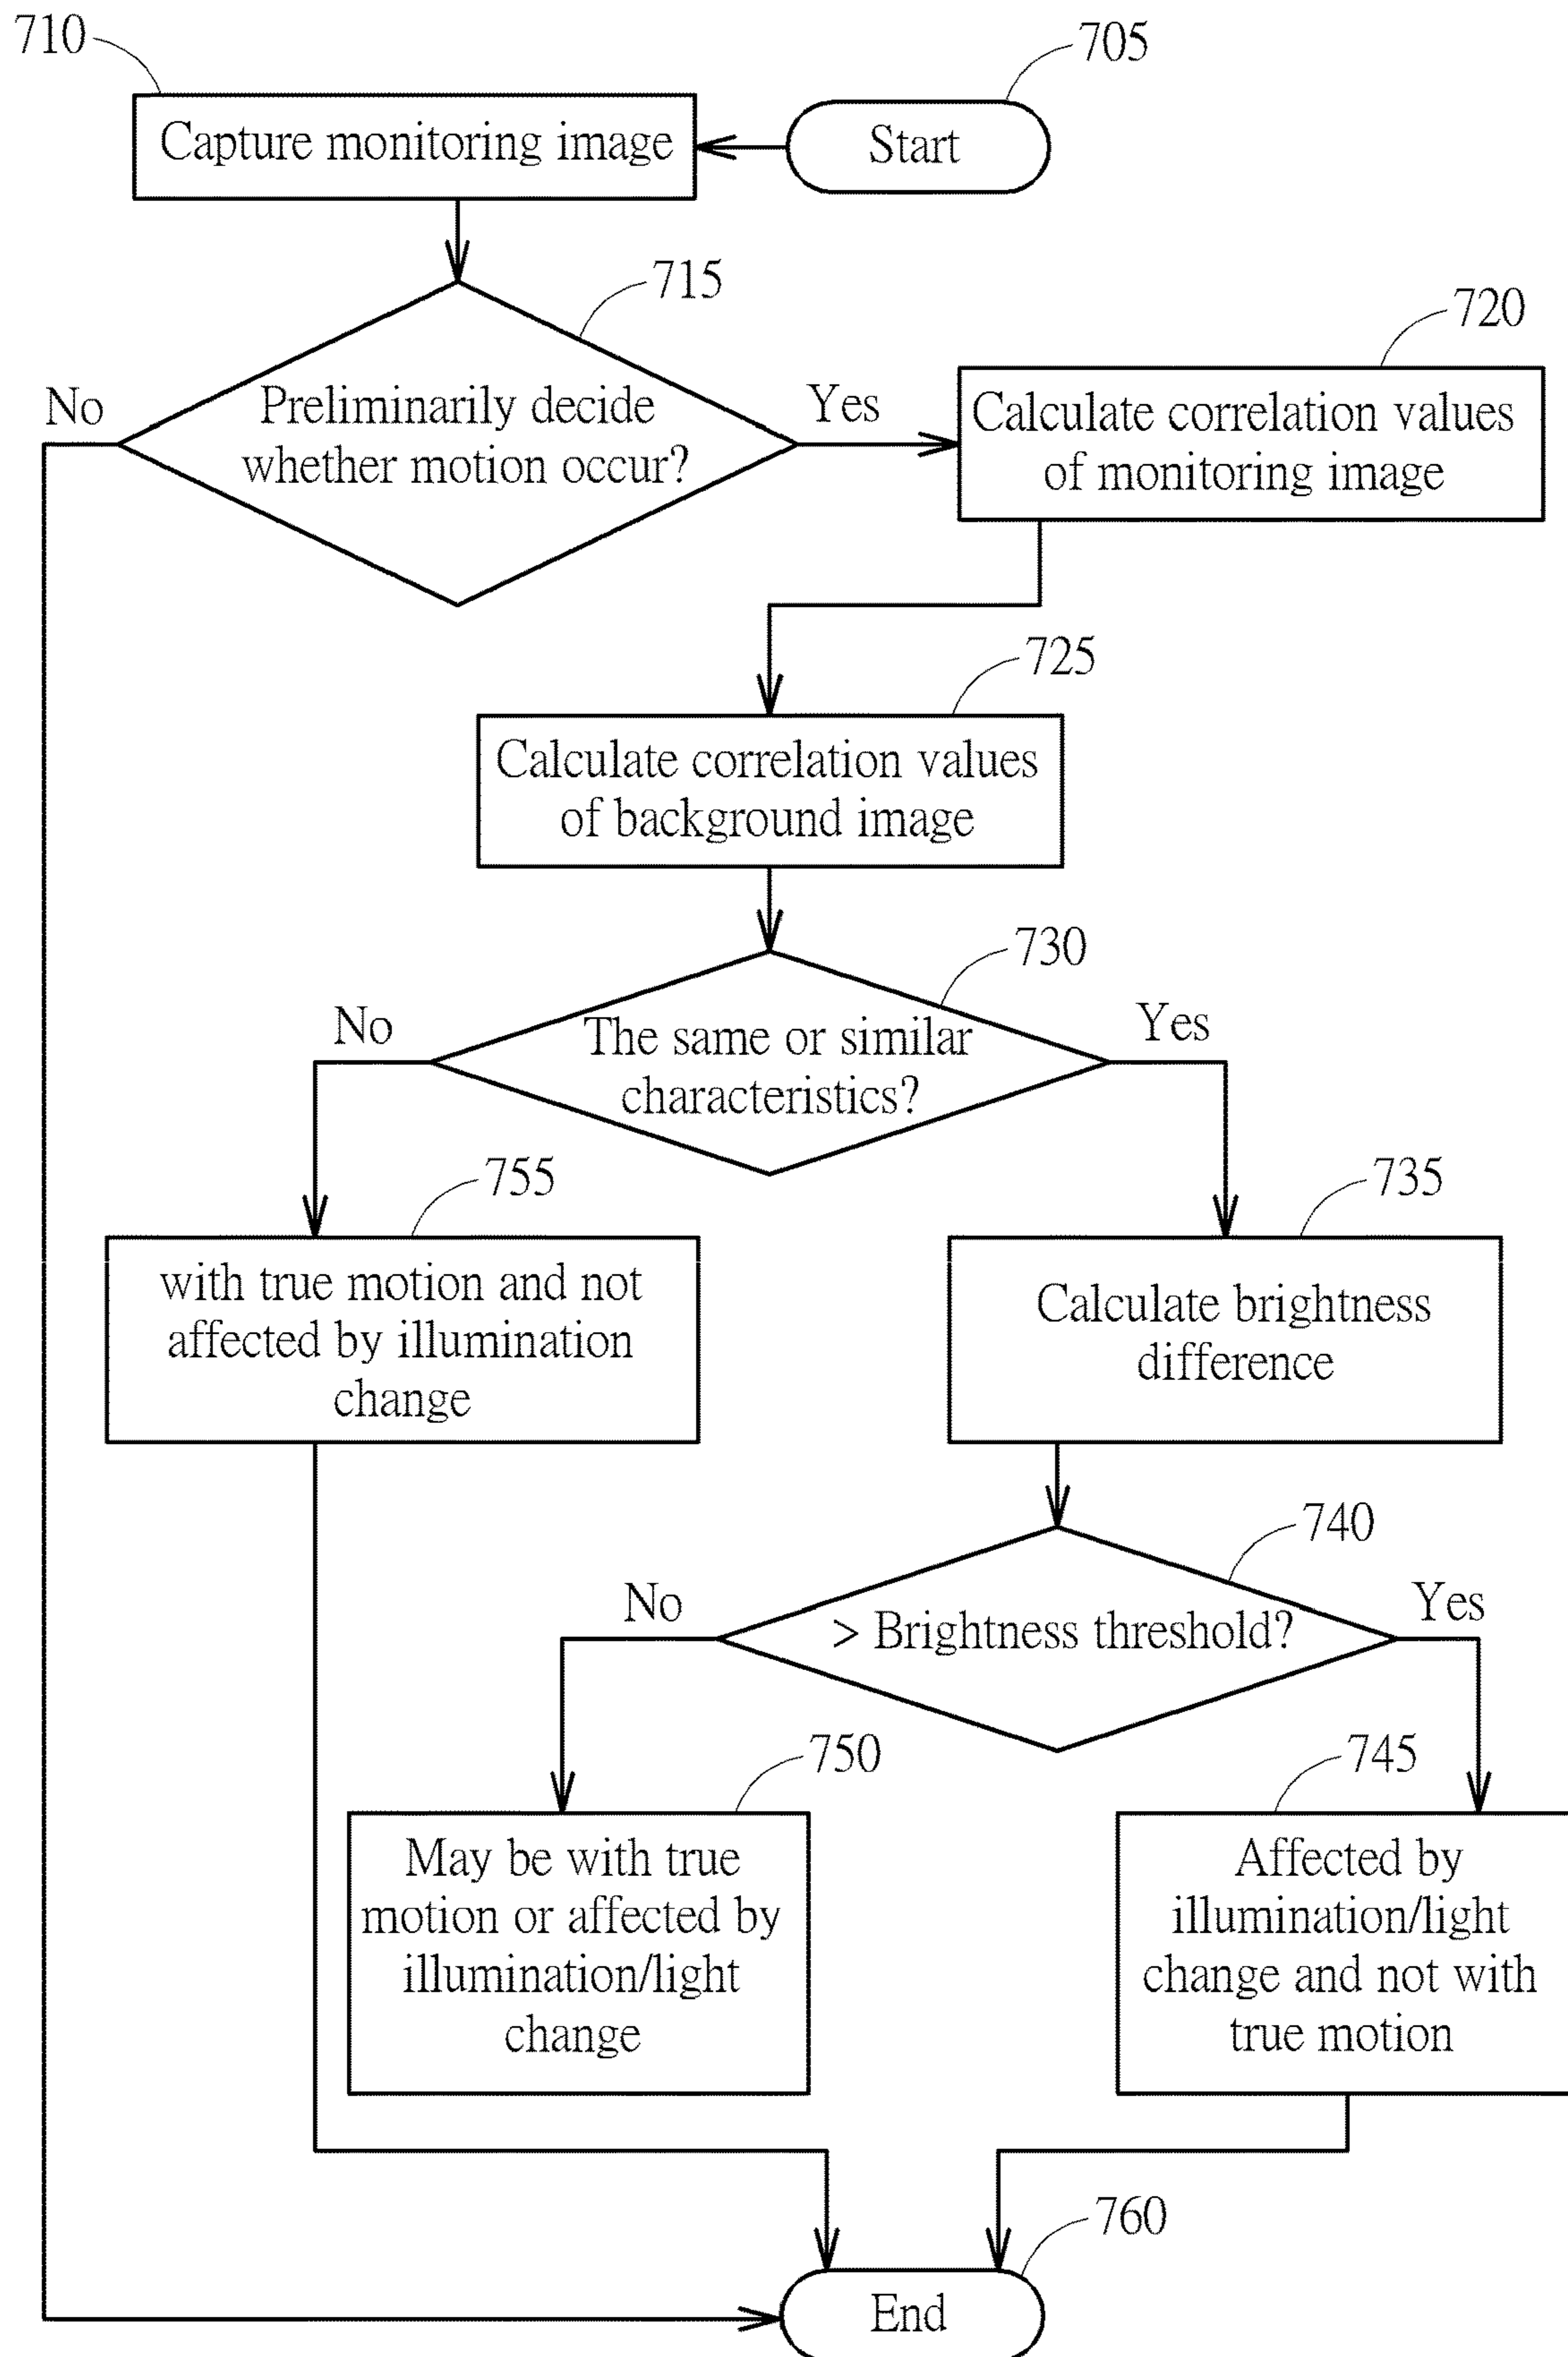 710
705
Capture monitoring image
Start
715
720
No
Preliminarily decide
whether motion occur?
Yes
Calculate correlation values
of monitoring image
725
Calculate correlation values
of background image
730
No
The same or similar
characteristics?
Yes
755
735
with true motion and not
affected by illumination
change
Calculate brightness
difference
740
No
> Brightness threshold?
Yes
750
745
May be with true
motion or affected by
illumination/light
change
Affected by
illumination/light
change and not with
true motion
760
End